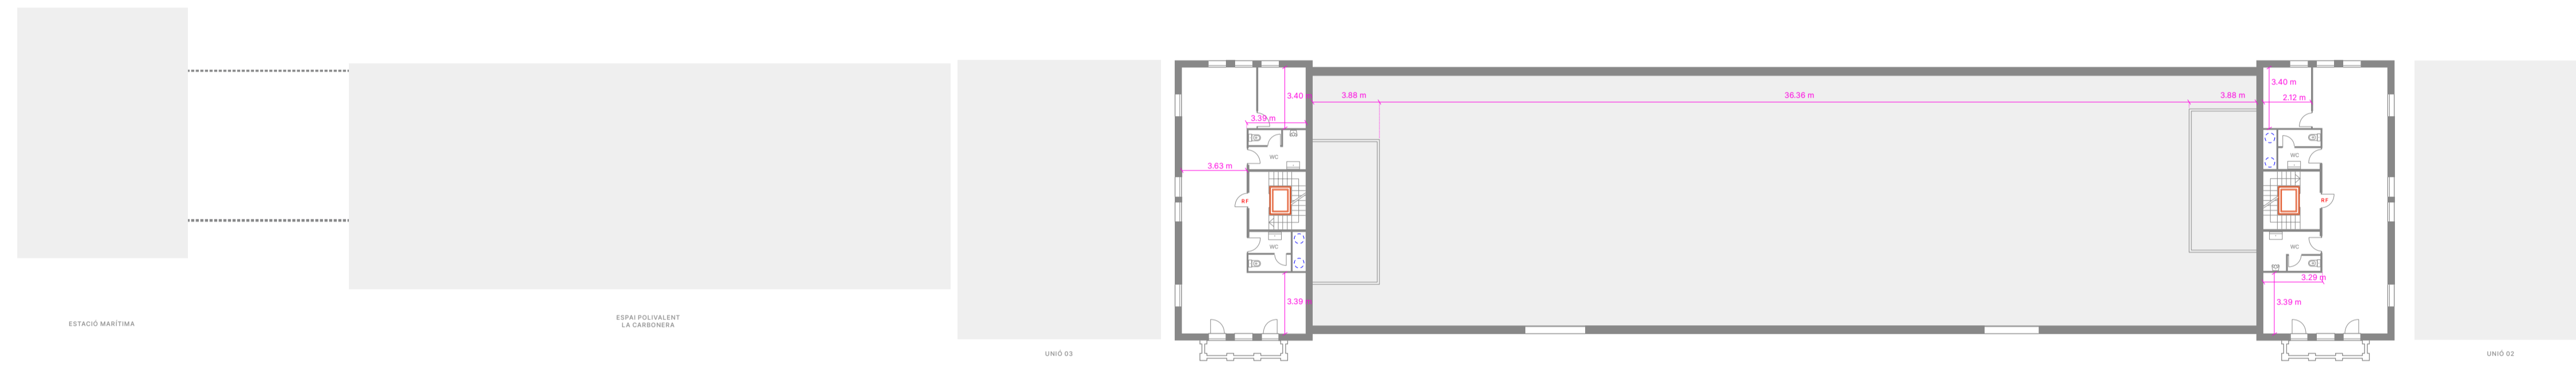 3.40 m
3.88 m
36.36 m
3.88 m
3.40 m
2.12 m
3.39 m
WC
WC
3.63 m
RF
RF
WC
WC
3.29 m
3.39 m
3.39 m
ESTACIÓ MARÍTIMA
ESPAI POLIVALENT
LA CARBONERA
UNIÓ 03
UNIÓ 02